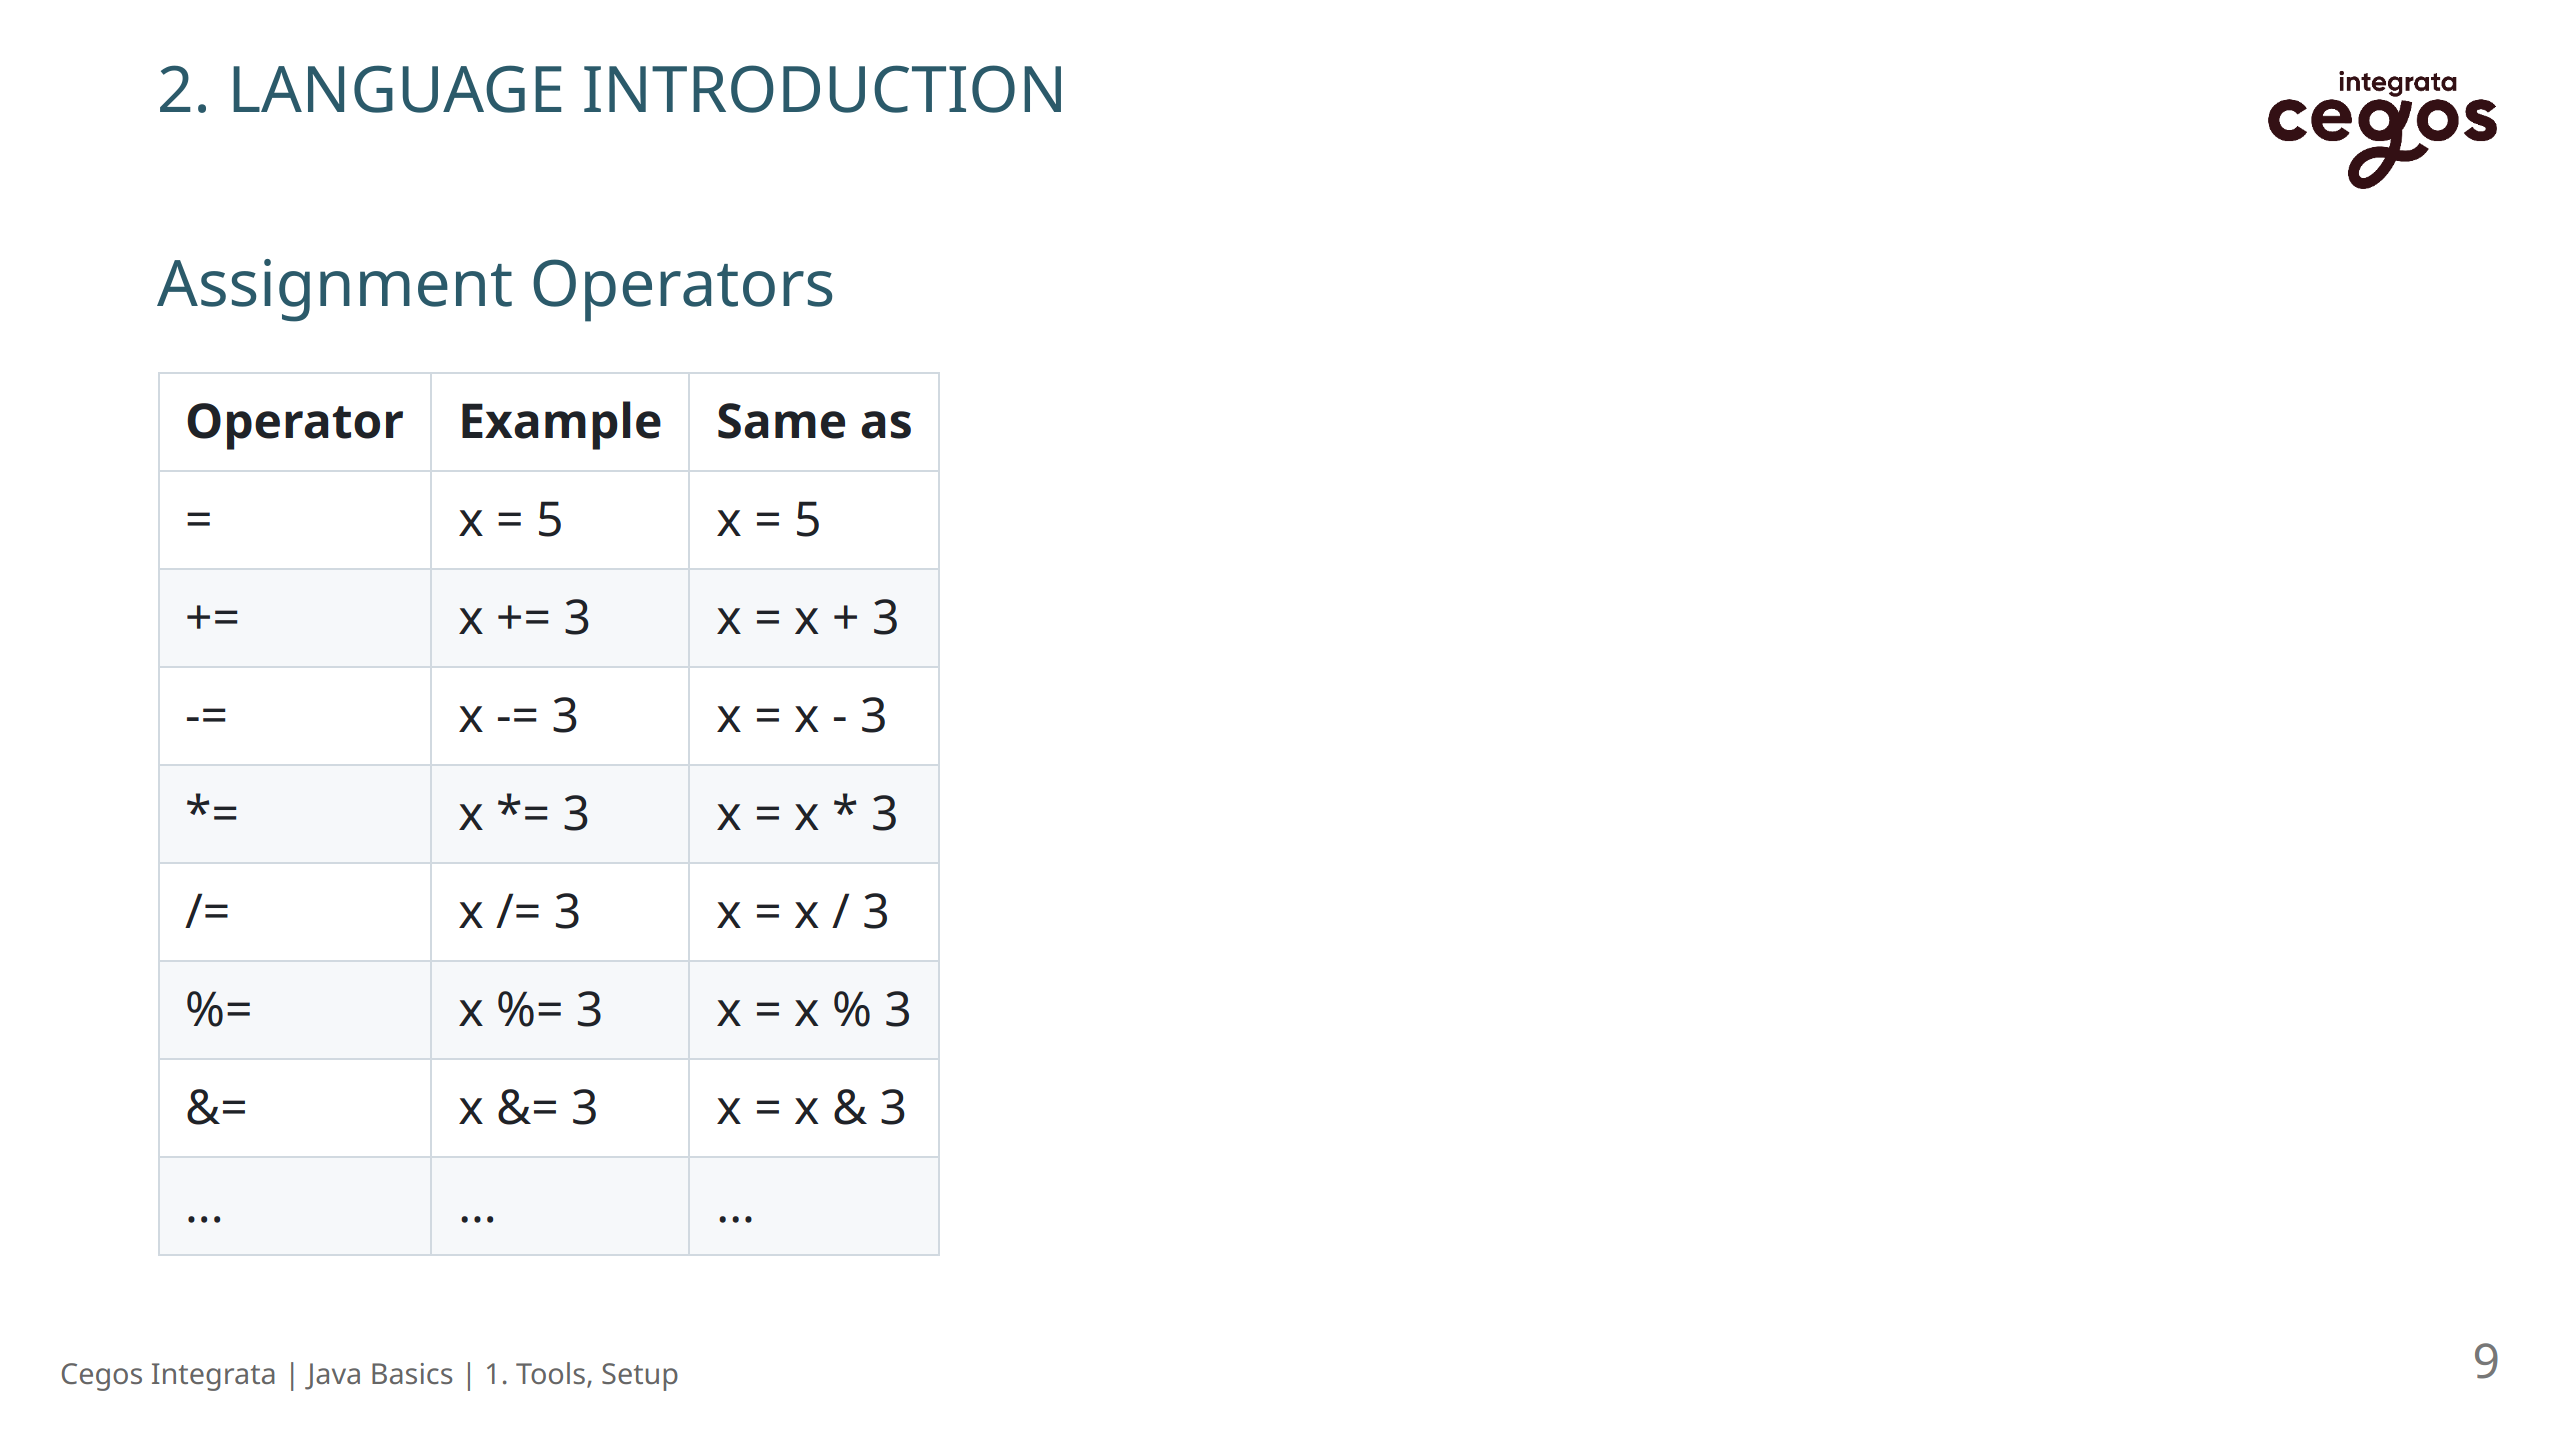 2. LANGUAGE INTRODUCTION
integrata
cegos
Assignment Operators
Operator Example Same as
= x = 5 x = 5
+= x += 3 x = x + 3
-= x -= 3 x = x - 3
*= x *= 3 x = x * 3
/= x /= 3 x = x / 3
%= x %= 3 x = x % 3
&= x &= 3 x = x & 3
... ... ...
Cegos Integrata | Java Basics | 1. Tools, Setup
9